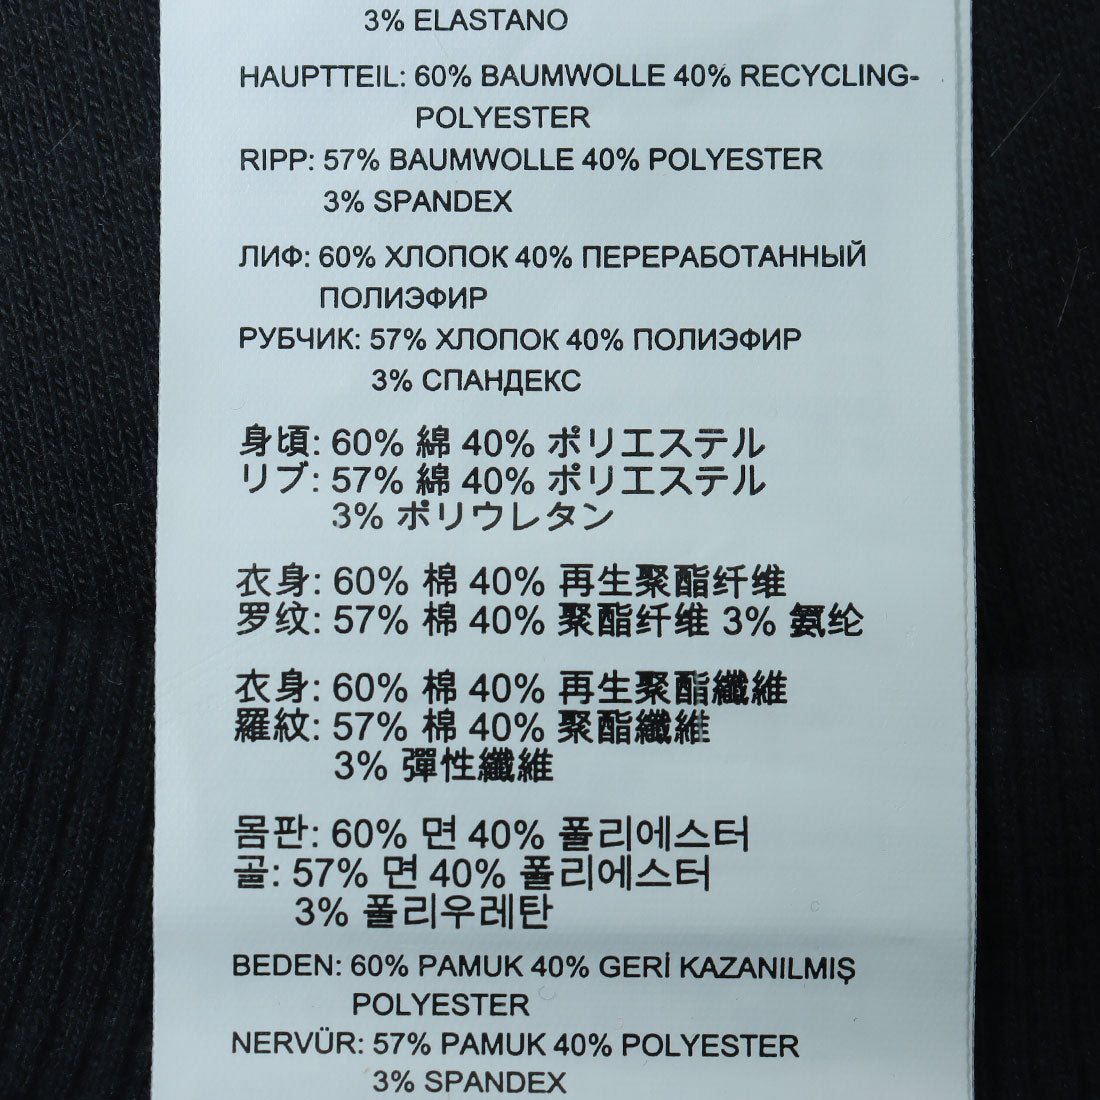 3% ELASTANO
HAUPTTEIL: 60% BAUMWOLLE 40% RECYCLING-
POLYESTER
RIPP: 57% BAUMWOLLE 40% POLYESTER
3% SPANDEX
ЛИФ: 60% ХЛОПОК 40% ПЕРЕРАБОТАННЫЙ
ПОЛИЭФИР
РУБЧИК: 57% ХЛОПОК 40% ПОЛИЭФИР
3% СПАНДЕКС
身頃: 60% 綿 40% ポリエステル
リブ: 57% 綿 40% ポリエステル
3% ポリウレタン
衣身: 60% 棉 40% 再生聚酯纤维
罗纹: 57% 棉 40% 聚酯纤维 3% 氨纶
衣身: 60% 棉 40% 再生聚酯纖維
羅紋: 57% 棉 40% 聚酯纖維
3% 彈性纖維
몸판: 60% 면 40% 폴리에스터
골: 57% 면 40% 폴리에스터
3% 폴리우레탄
BEDEN: 60% PAMUK 40% GERİ KAZANILMIŞ
POLYESTER
NERVÜR: 57% PAMUK 40% POLYESTER
3% SPANDEX